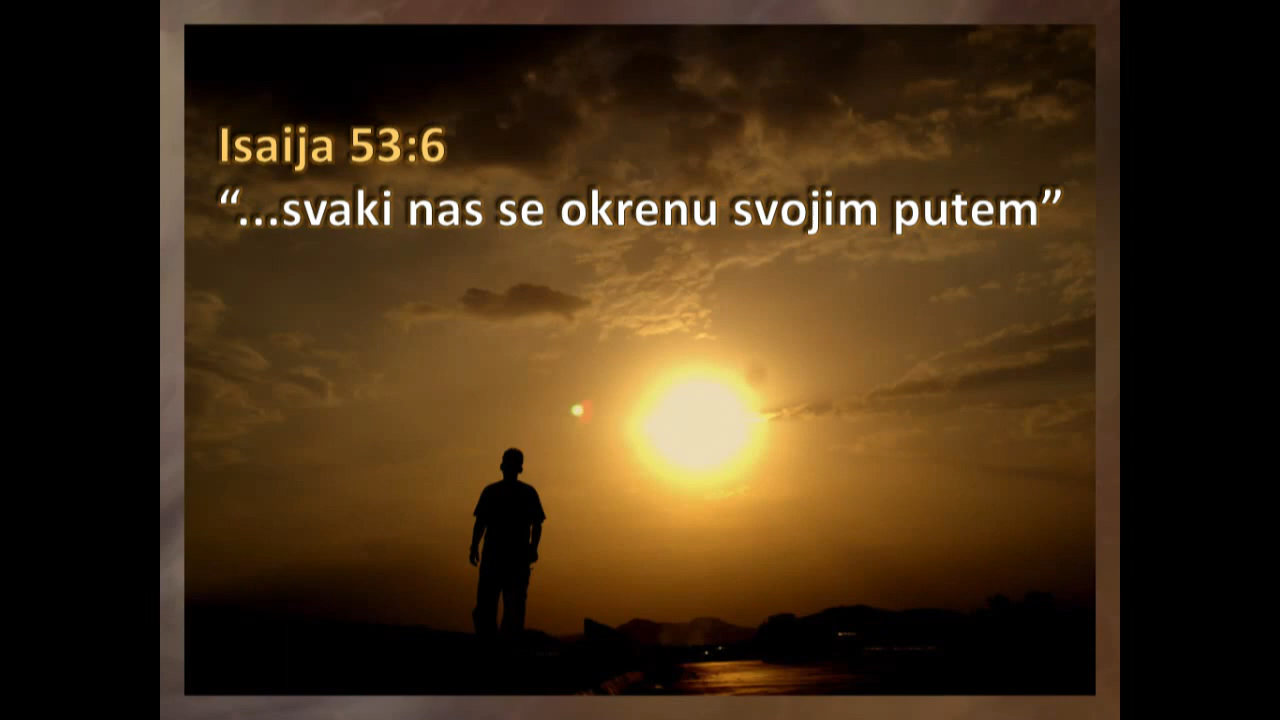 Isaija 53:6
“...svaki nas se okrenu svojim putem”